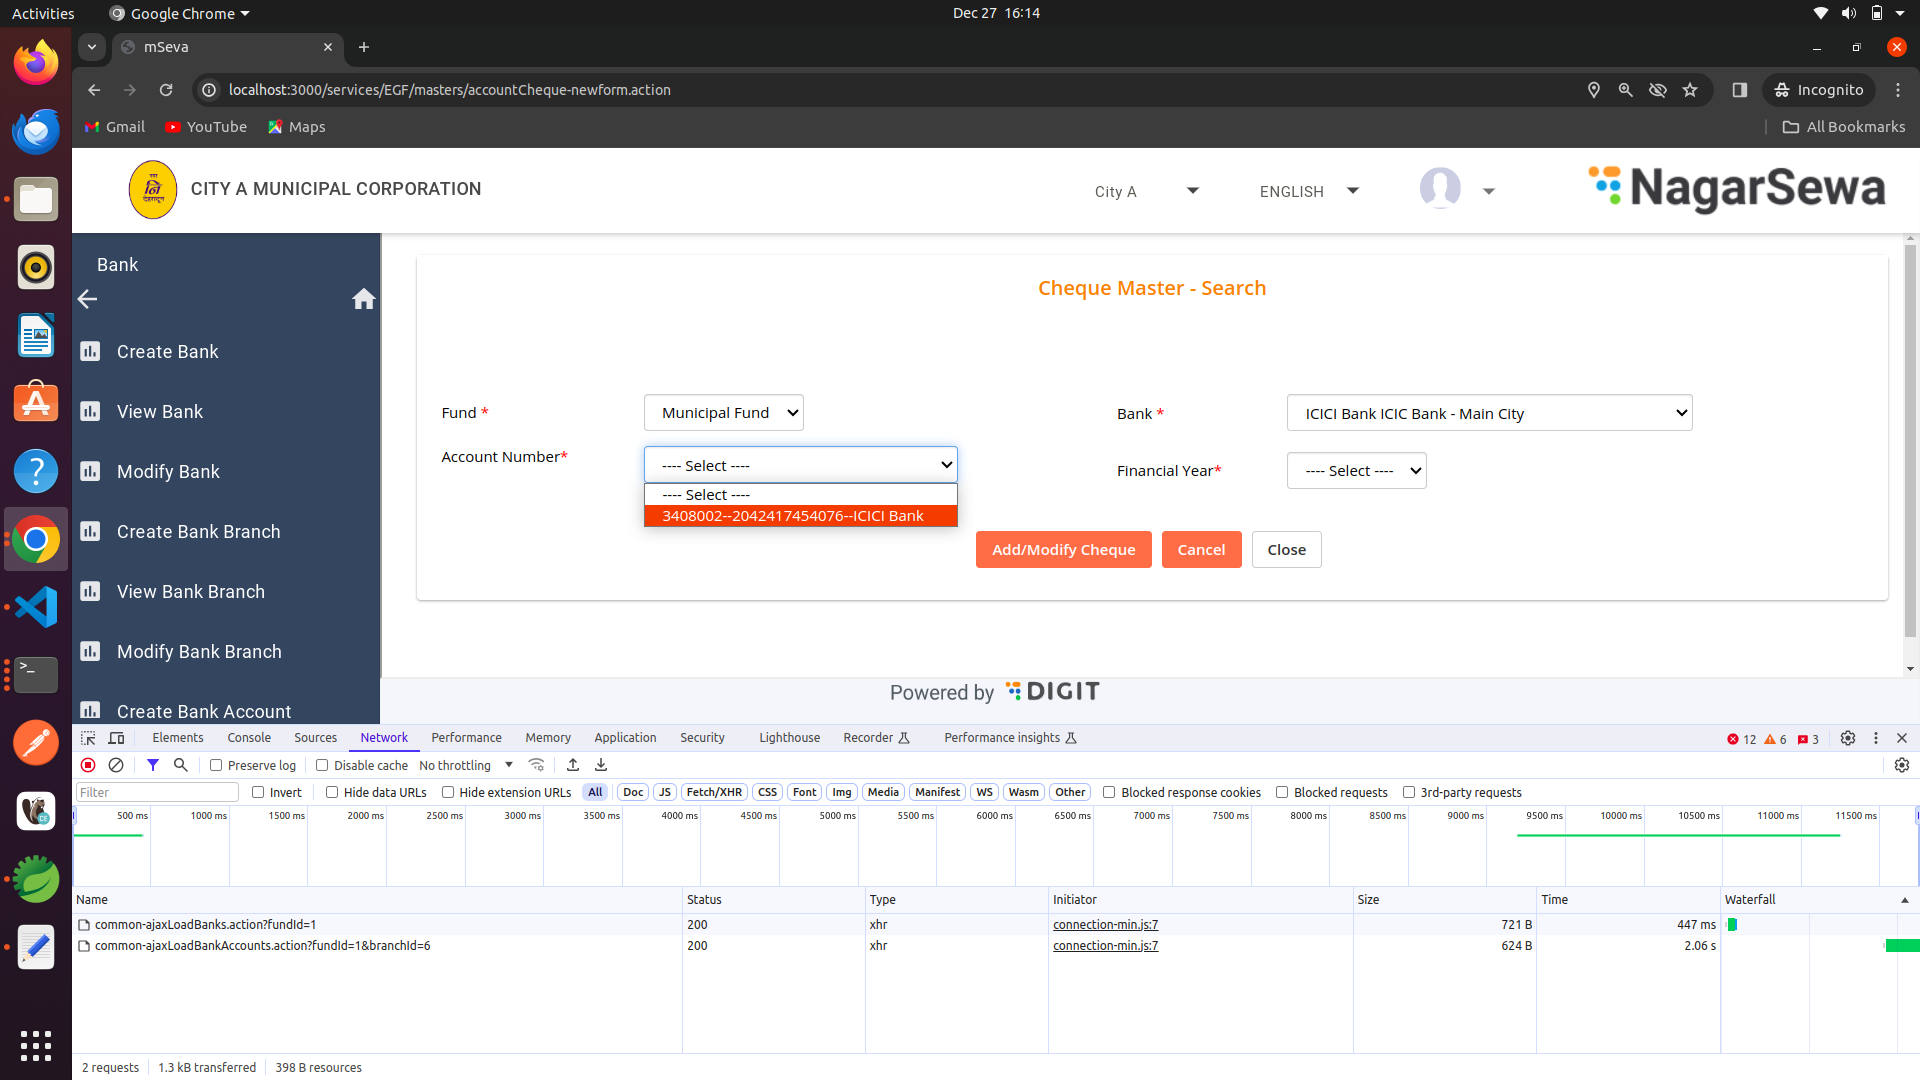 Activities
Google Chrome
Dec 27 16:14
mSeva
localhost:3000/services/EGF/masters/accountCheque-newform.action
Incognito
Gmail
YouTube
Maps
All Bookmarks
CITY A MUNICIPAL CORPORATION
City A
ENGLISH
NagarSewa
Bank
Create Bank
View Bank
Modify Bank
Create Bank Branch
View Bank Branch
Modify Bank Branch
Create Bank Account
Cheque Master - Search
Fund *
Municipal Fund
Bank *
ICICI Bank ICIC Bank - Main City
Account Number*
---- Select ----
Financial Year*
---- Select ----
---- Select ----
3408002--2042417454076--ICICI Bank
Add/Modify Cheque
Cancel
Close
Powered by DIGIT
Elements
Console
Sources
Network
Performance
Memory
Application
Security
Lighthouse
Recorder
Performance insights
12
6
3
Preserve log
Disable cache
No throttling
Filter
Invert
Hide data URLs
Hide extension URLs
All
Doc
JS
Fetch/XHR
CSS
Font
Img
Media
Manifest
WS
Wasm
Other
Blocked response cookies
Blocked requests
3rd-party requests
500 ms
1000 ms
1500 ms
2000 ms
2500 ms
3000 ms
3500 ms
4000 ms
4500 ms
5000 ms
5500 ms
6000 ms
6500 ms
7000 ms
7500 ms
8000 ms
8500 ms
9000 ms
9500 ms
10000 ms
10500 ms
11000 ms
11500 ms
Name Status Type Initiator Size Time Waterfall
common-ajaxLoadBanks.action?fundId=1 200 xhr connection-min.js:7 721 B 447 ms
common-ajaxLoadBankAccounts.action?fundId=1&branchId=6 200 xhr connection-min.js:7 624 B 2.06 s
2 requests
1.3 kB transferred
398 B resources